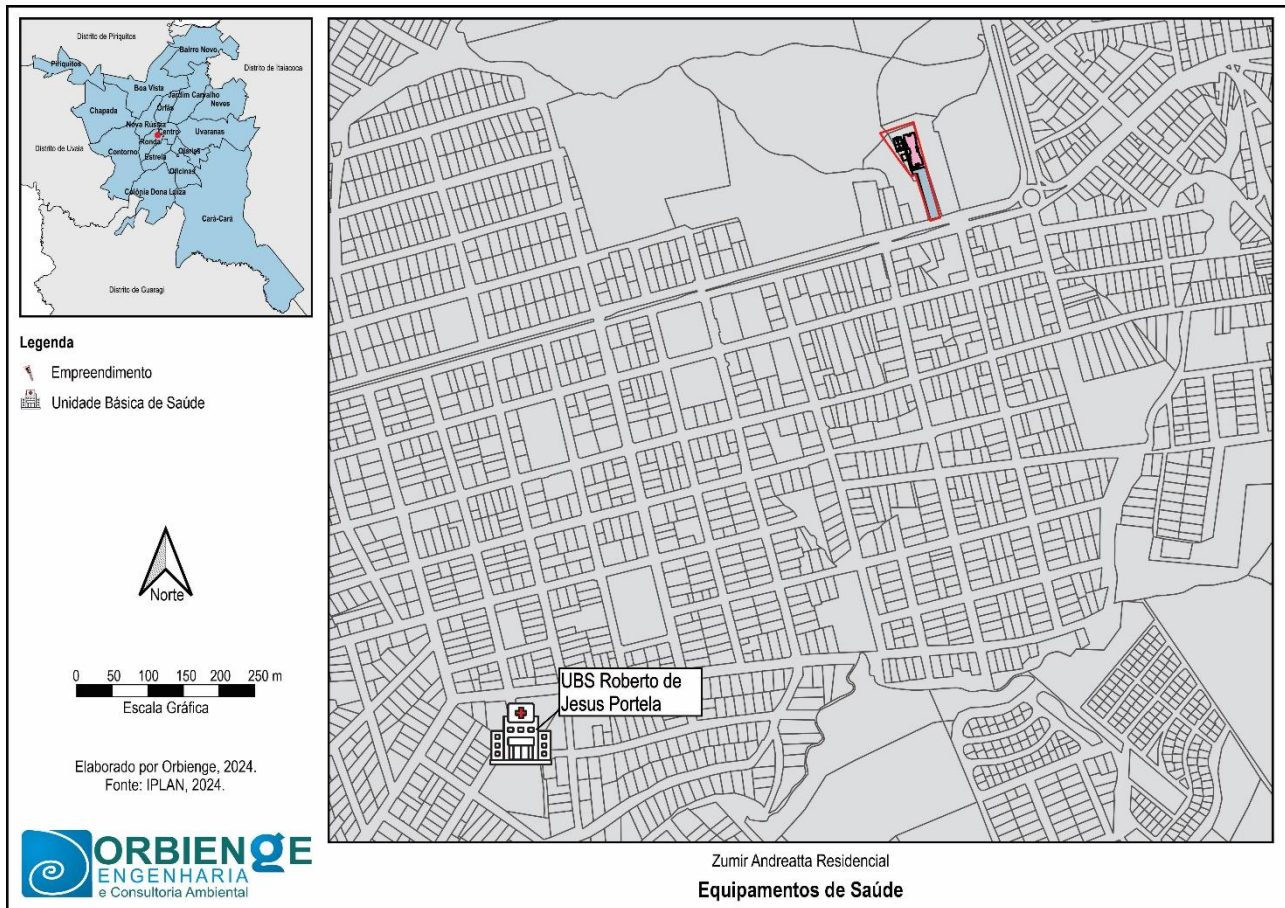 Distrito de Piriquitos
Bairro Novo
Piriquitos
Distrito de Itaiacoca
Boa Vista
Jardim Carvalho
Chapada
Órfãs
Neves
Nova Rússia
Centro
Uvaranas
Ronda
Distrito de Uvaia
Contorno
Estrela
Olarias
Oficinas
Colônia Dona Luiza
Cará-Cará
Distrito de Guaragi
Legenda
Empreendimento
Unidade Básica de Saúde
Norte
0 50 100 150 200 250 m
Escala Gráfica
Elaborado por Orbienge, 2024.
Fonte: IPLAN, 2024.
ORBIENGE
ENGENHARIA
e Consultoria Ambiental
UBS Roberto de
Jesus Portela
Zumir Andreatta Residencial
Equipamentos de Saúde